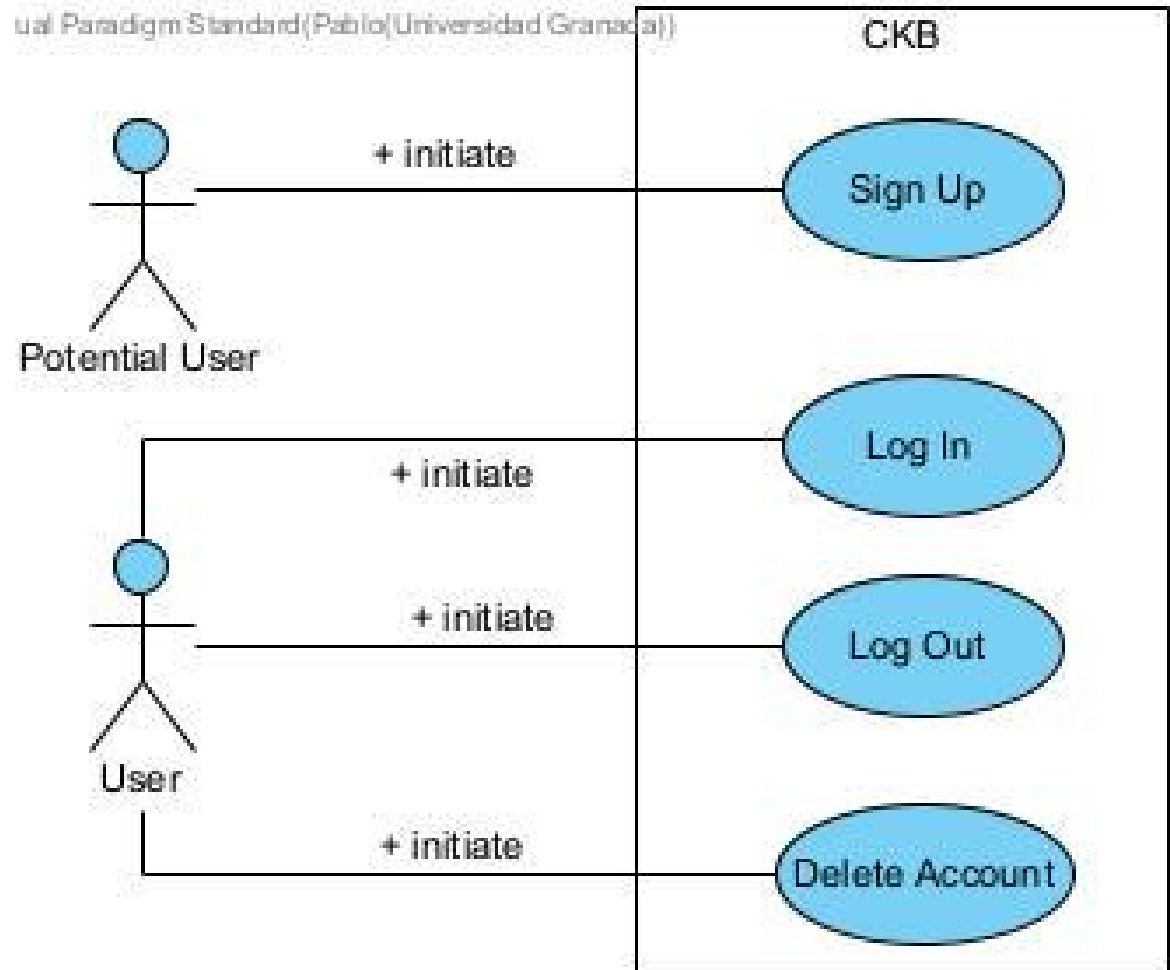 ual Paradigm Standard(Pablo(Universidad Granada))
CKB
+ initiate
Sign Up
Potential User
Log In
+ initiate
+ initiate
Log Out
User
+ initiate
Delete Account